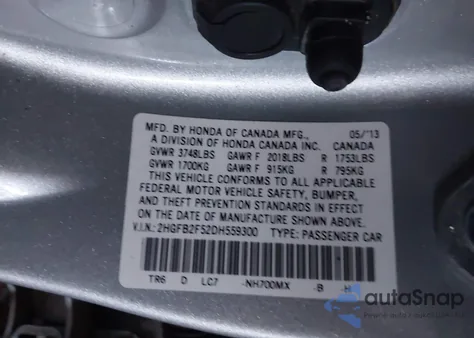 MFD. BY HONDA OF CANADA MFG., 05/'13
A DIVISION OF HONDA CANADA INC. CANADA
GVWR 3748LBS GAWR F 2018LBS R 1753LBS
GVWR 1700KG GAWR F 915KG R 795KG
THIS VEHICLE CONFORMS TO ALL APPLICABLE
FEDERAL MOTOR VEHICLE SAFETY, BUMPER,
AND THEFT PREVENTION STANDARDS IN EFFECT
ON THE DATE OF MANUFACTURE SHOWN ABOVE.
V.I.N.: 2HGFB2F52DH559300 TYPE: PASSENGER CAR
TR6 D LC7 -NH700MX -B -H
autoSnap